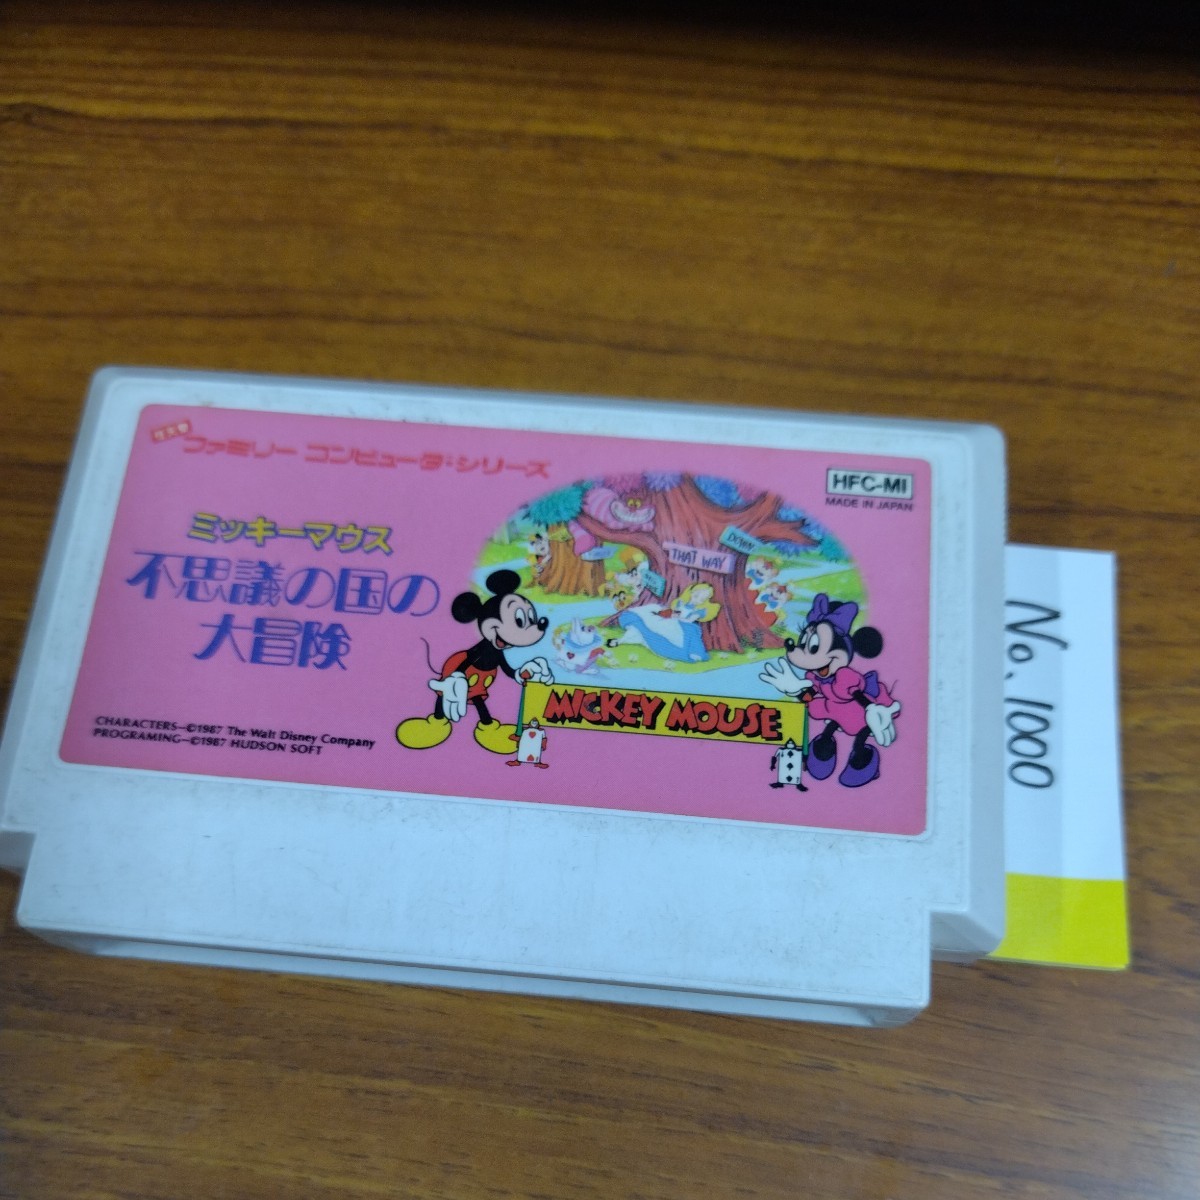 ファミリー コンピュータ・シリーズ
HFC-MI
MADE IN JAPAN
ミッキーマウス
不思議の国の
大冒険
DOWN
THAT WAY
MICKEY MOUSE
CHARACTERS—©1987 The Walt Disney Company
PROGRAMING—©1987 HUDSON SOFT
No. 1000